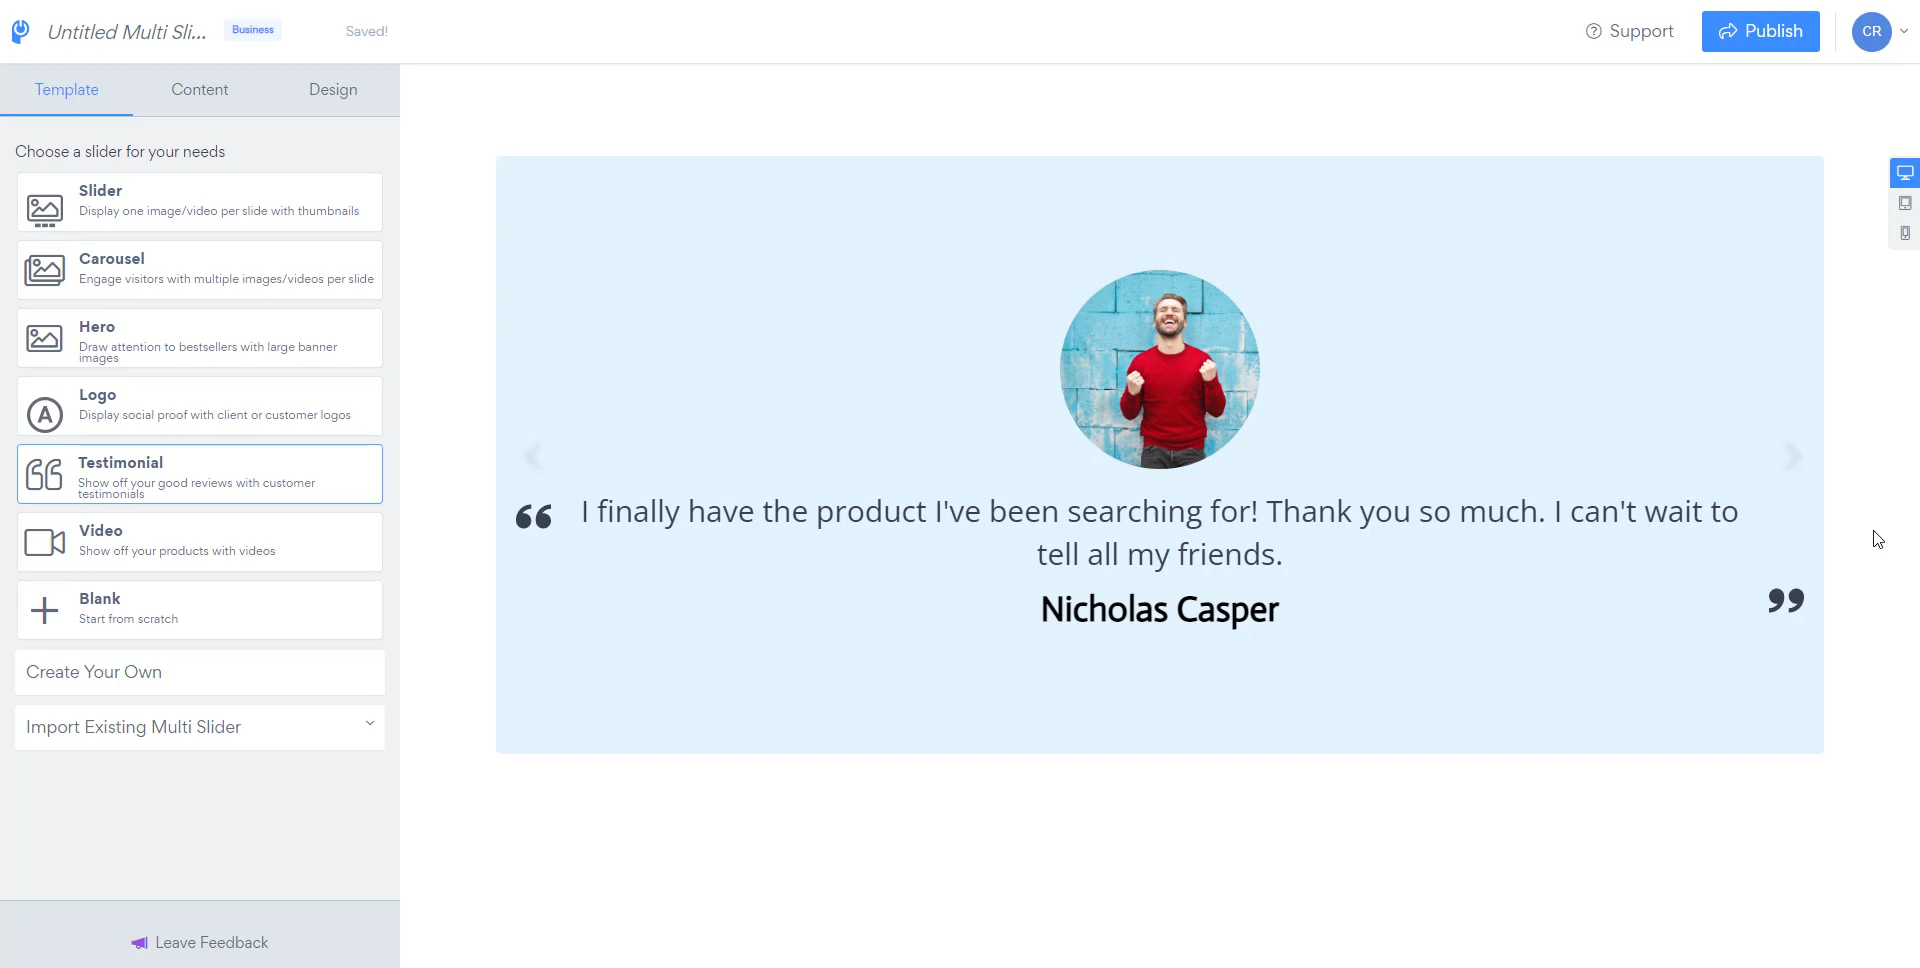 Untitled Multi Sli...
Business
Saved!
Support
Publish
CR
Template
Content
Design
Choose a slider for your needs
Slider
Display one image/video per slide with thumbnails
Carousel
Engage visitors with multiple images/videos per slide
Hero
Draw attention to bestsellers with large banner
images
Logo
Display social proof with client or customer logos
A
Testimonial
Show off your good reviews with customer
testimonials
Video
Show off your products with videos
Blank
Start from scratch
Create Your Own
Import Existing Multi Slider
Leave Feedback
“ I finally have the product I've been searching for! Thank you so much. I can't wait to
tell all my friends.
Nicholas Casper ”